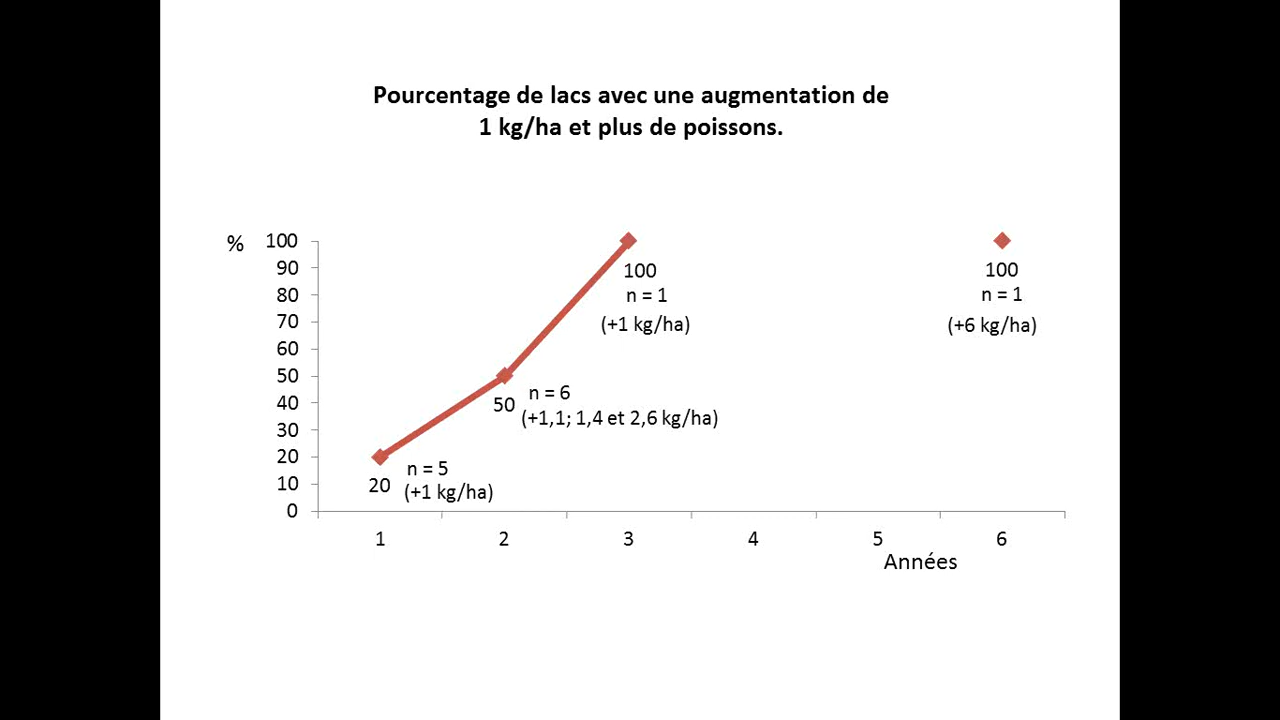 Pourcentage de lacs avec une augmentation de
1 kg/ha et plus de poissons.
%
100
90
80
70
60
50
40
30
20
10
0
20
n = 5
(+1 kg/ha)
50
n = 6
(+1,1; 1,4 et 2,6 kg/ha)
100
n = 1
(+1 kg/ha)
100
n = 1
(+6 kg/ha)
1 2 3 4 5 6
Années